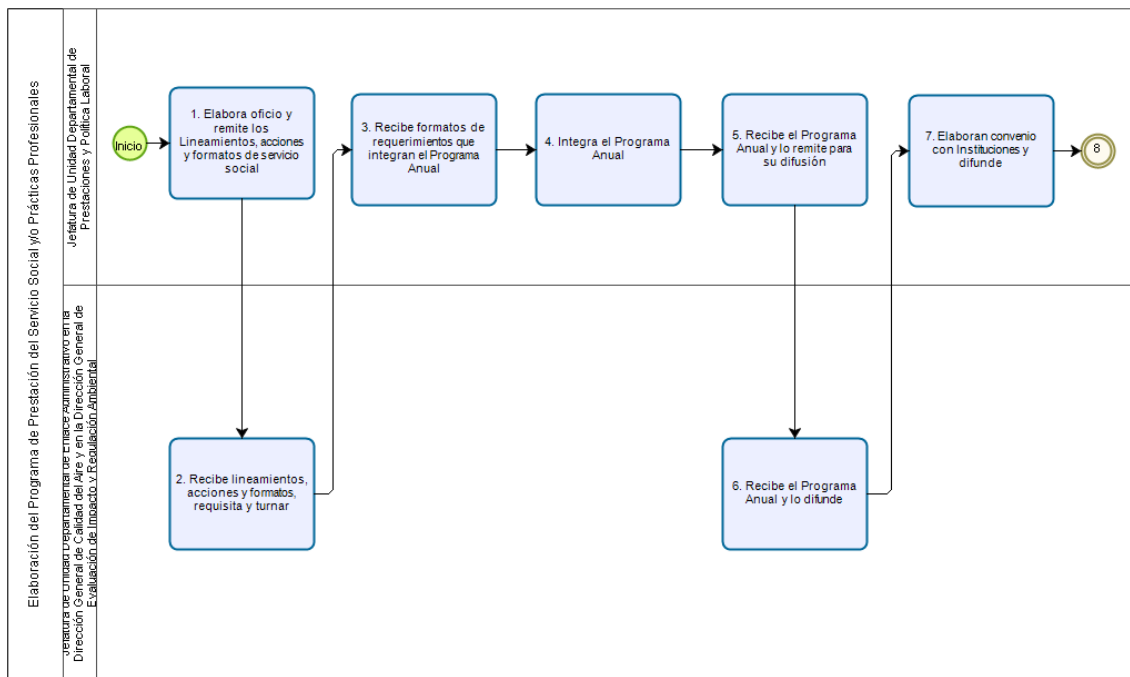 Elaboración del Programa de Prestación del Servicio Social y/o Prácticas Profesionales
Jefatura de Unidad Departamental de
Prestaciones y Política Laboral
Inicio
1. Elabora oficio y
remite los
Lineamientos, acciones
y formatos de servicio
social
3. Recibe formatos de
requerimientos que
integran el Programa
Anual
4. Integra el Programa
Anual
5. Recibe el Programa
Anual y lo remite para
su difusión
7. Elaboran convenio
con Instituciones y
difunde
8
Jefatura de Unidad Departamental de Enlace Administrativo en la
Dirección General de Calidad del Aire y en la Dirección General de
Evaluación de Impacto y Regulación Ambiental
2. Recibe lineamientos,
acciones y formatos,
requisita y turnar
6. Recibe el Programa
Anual y lo difunde